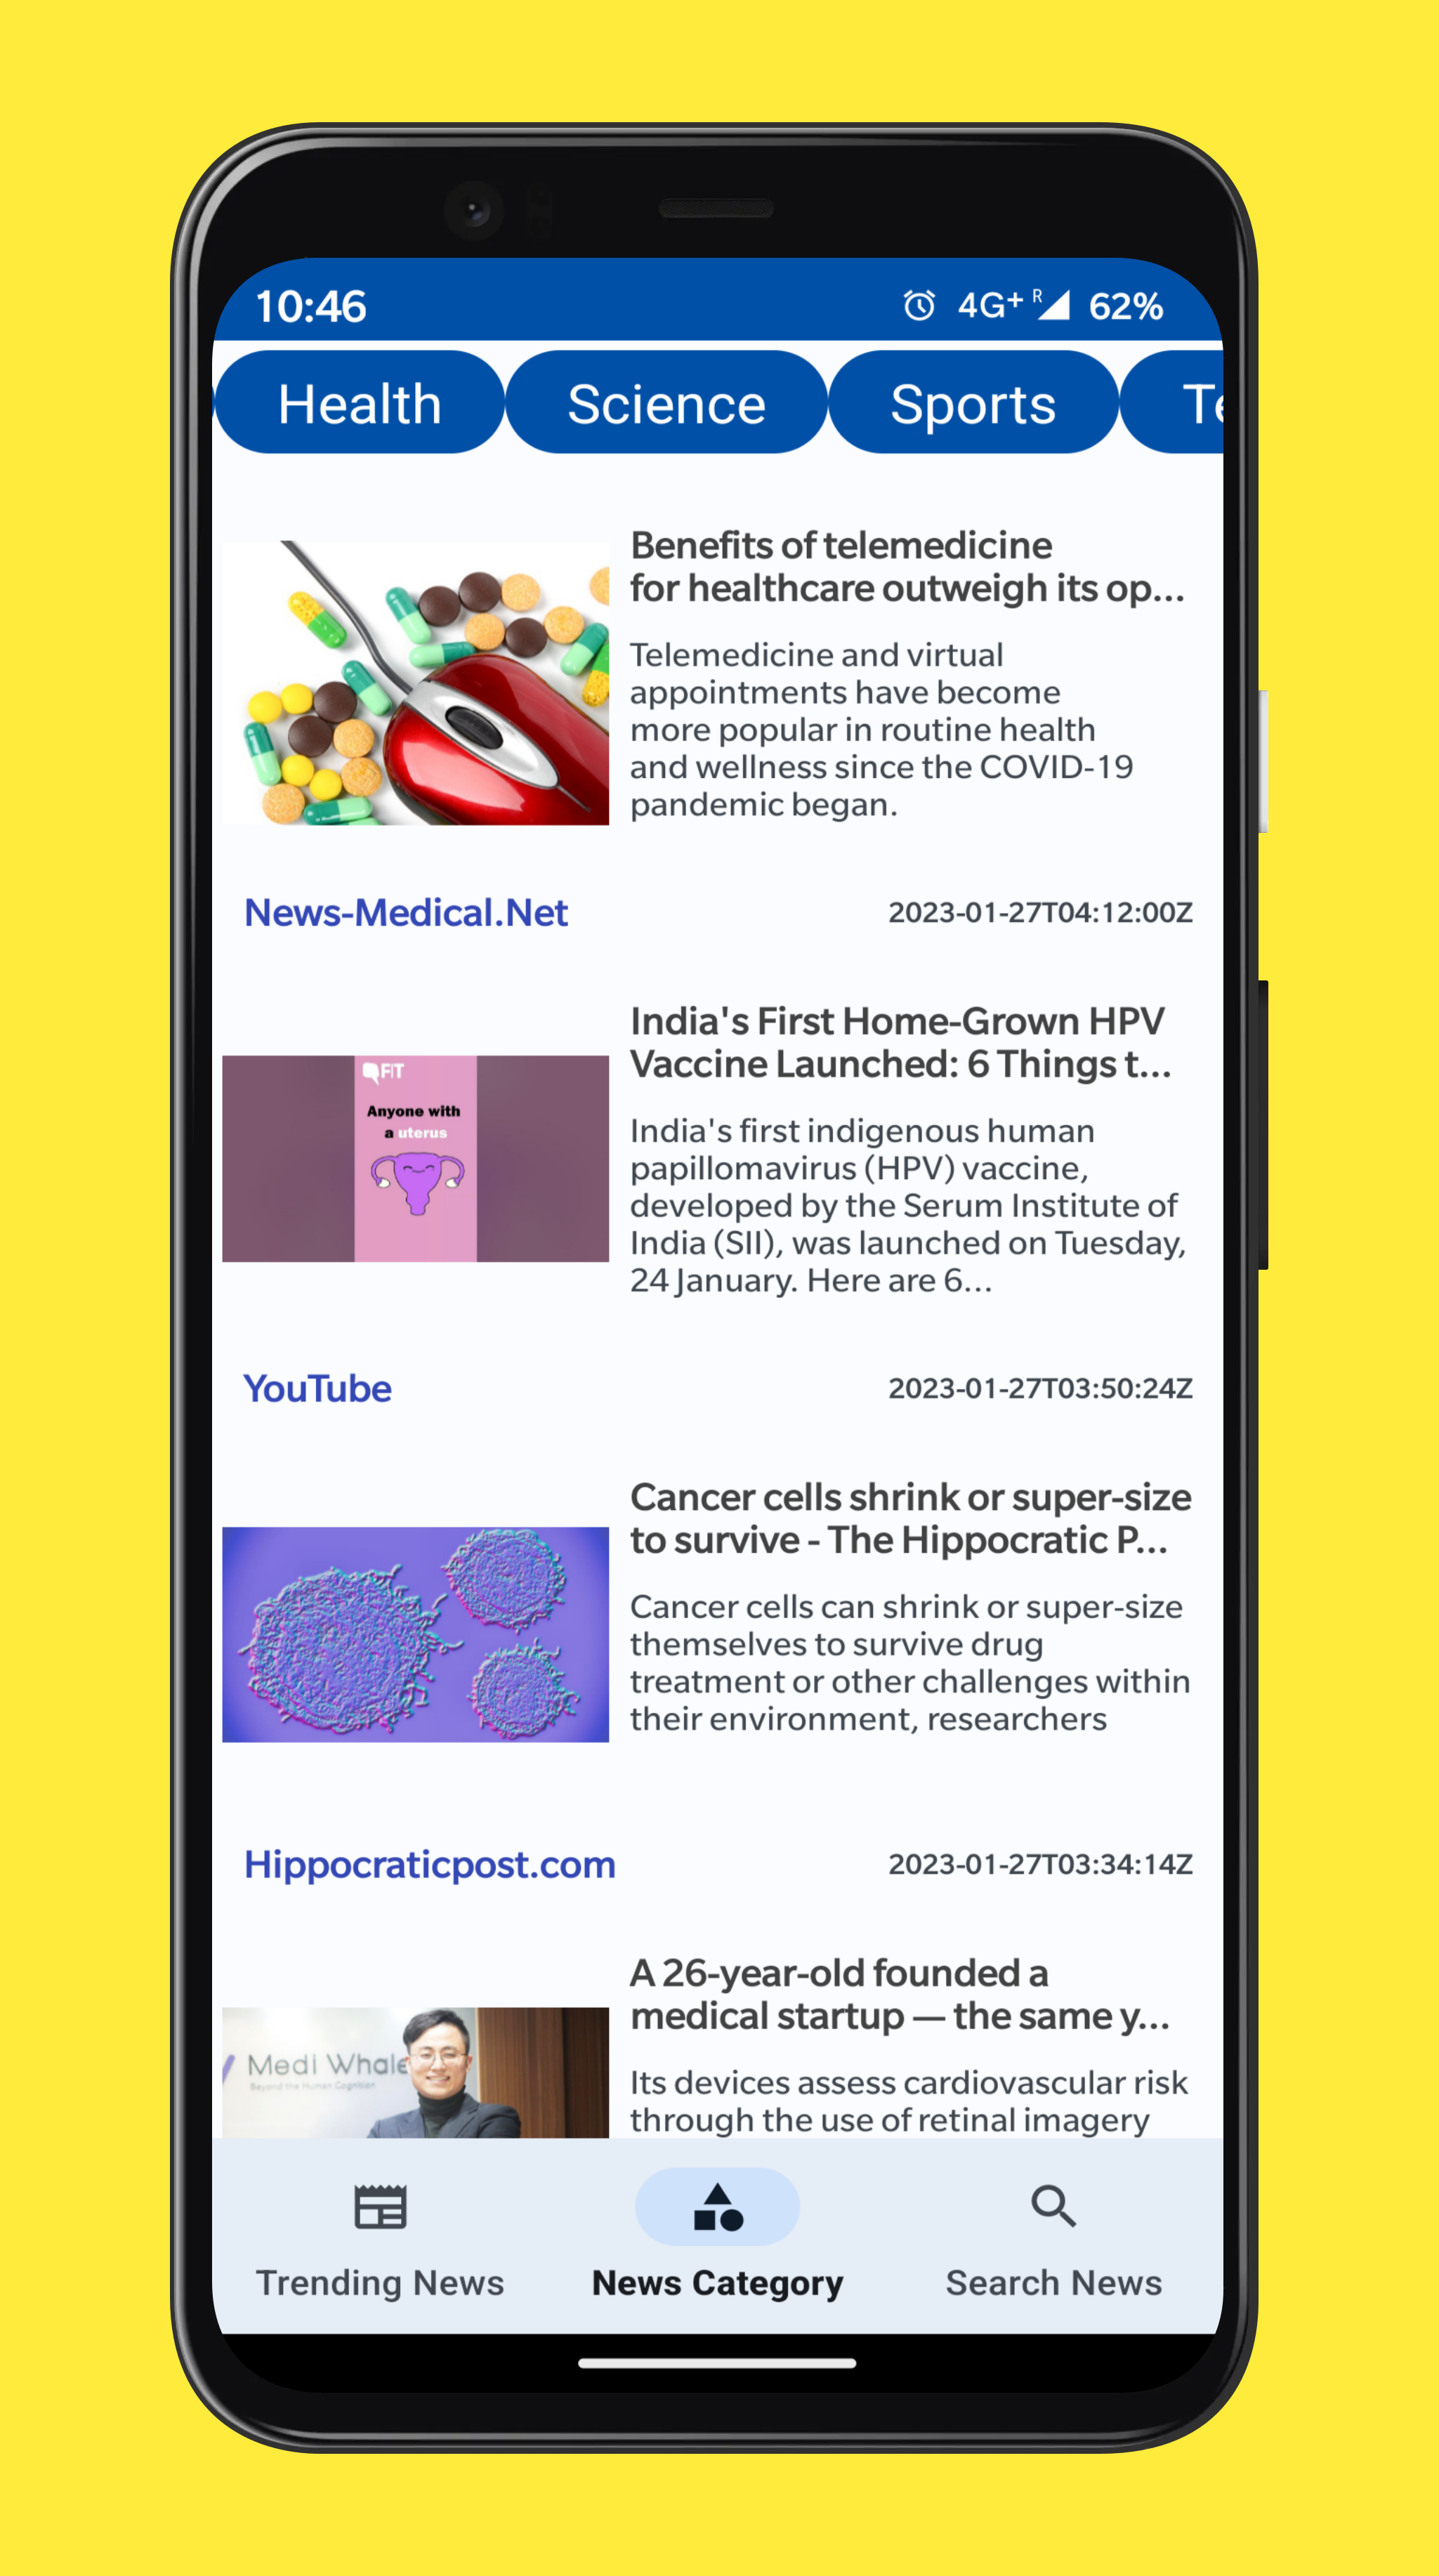 10:46
4G+ R 62%
Health
Science
Sports
Te
Benefits of telemedicine
for healthcare outweigh its op...
Telemedicine and virtual
appointments have become
more popular in routine health
and wellness since the COVID-19
pandemic began.
News-Medical.Net
2023-01-27T04:12:00Z
India's First Home-Grown HPV
Vaccine Launched: 6 Things t...
FIT
Anyone with
a uterus
India's first indigenous human
papillomavirus (HPV) vaccine,
developed by the Serum Institute of
India (SII), was launched on Tuesday,
24 January. Here are 6...
YouTube
2023-01-27T03:50:24Z
Cancer cells shrink or super-size
to survive - The Hippocratic P...
Cancer cells can shrink or super-size
themselves to survive drug
treatment or other challenges within
their environment, researchers
Hippocraticpost.com
2023-01-27T03:34:14Z
A 26-year-old founded a
medical startup — the same y...
Medi Whale
Beyond the Human Cognition
Its devices assess cardiovascular risk
through the use of retinal imagery
Trending News
News Category
Search News